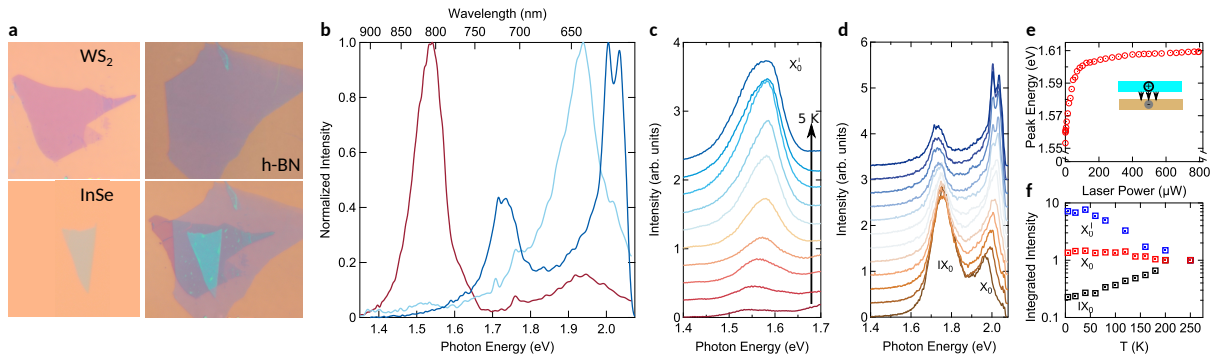 a
WS2
h-BN
InSe
b
Wavelength (nm)
900 850 800 750 700 650
1.0
0.8
0.6
0.4
0.2
0
Normalized Intensity
1.4 1.5 1.6 1.7 1.8 1.9 2.0
Photon Energy (eV)
c
4
3
2
1
0
Intensity (arb. units)
X0I
5 K
1.4 1.5 1.6 1.7
Photon Energy (eV)
d
6
5
4
3
2
1
0
Intensity (arb. units)
IX0
X0
1.4 1.6 1.8 2.0
Photon Energy (eV)
e
1.61
1.59
1.57
1.55
0
Peak Energy (eV)
+
-
0 200 400 600 800
Laser Power (μW)
f
10
1
0.1
Integrated Intensity
X0I
X0
IX0
0 50 100 150 200 250
T (K)